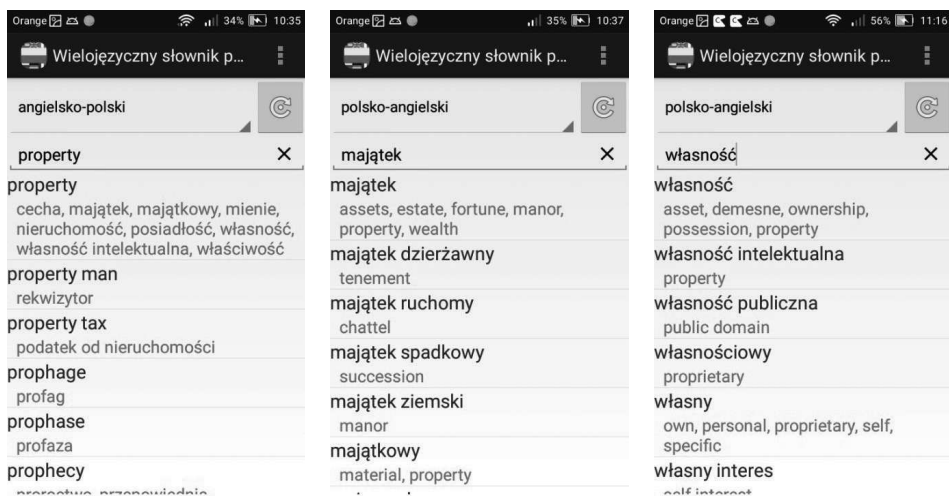 Orange 34% 10:35
Wielojęzyczny słownik p...
angielsko-polski
property
property
cecha, majątek, majątkowy, mienie,
nieruchomość, posiadłość, własność,
własność intelektualna, właściwość
property man
rekwizytor
property tax
podatek od nieruchomości
prophage
profag
prophase
profaza
prophecy
proroctwo, przepowiednia
Orange 35% 10:37
Wielojęzyczny słownik p...
polsko-angielski
majątek
majątek
assets, estate, fortune, manor,
property, wealth
majątek dzierżawny
tenement
majątek ruchomy
chattel
majątek spadkowy
succession
majątek ziemski
manor
majątkowy
material, property
Orange 56% 11:16
Wielojęzyczny słownik p...
polsko-angielski
własność
własność
asset, demesne, ownership,
possession, property
własność intelektualna
property
własność publiczna
public domain
własnościowy
proprietary
własny
own, personal, proprietary, self,
specific
własny interes
self interest